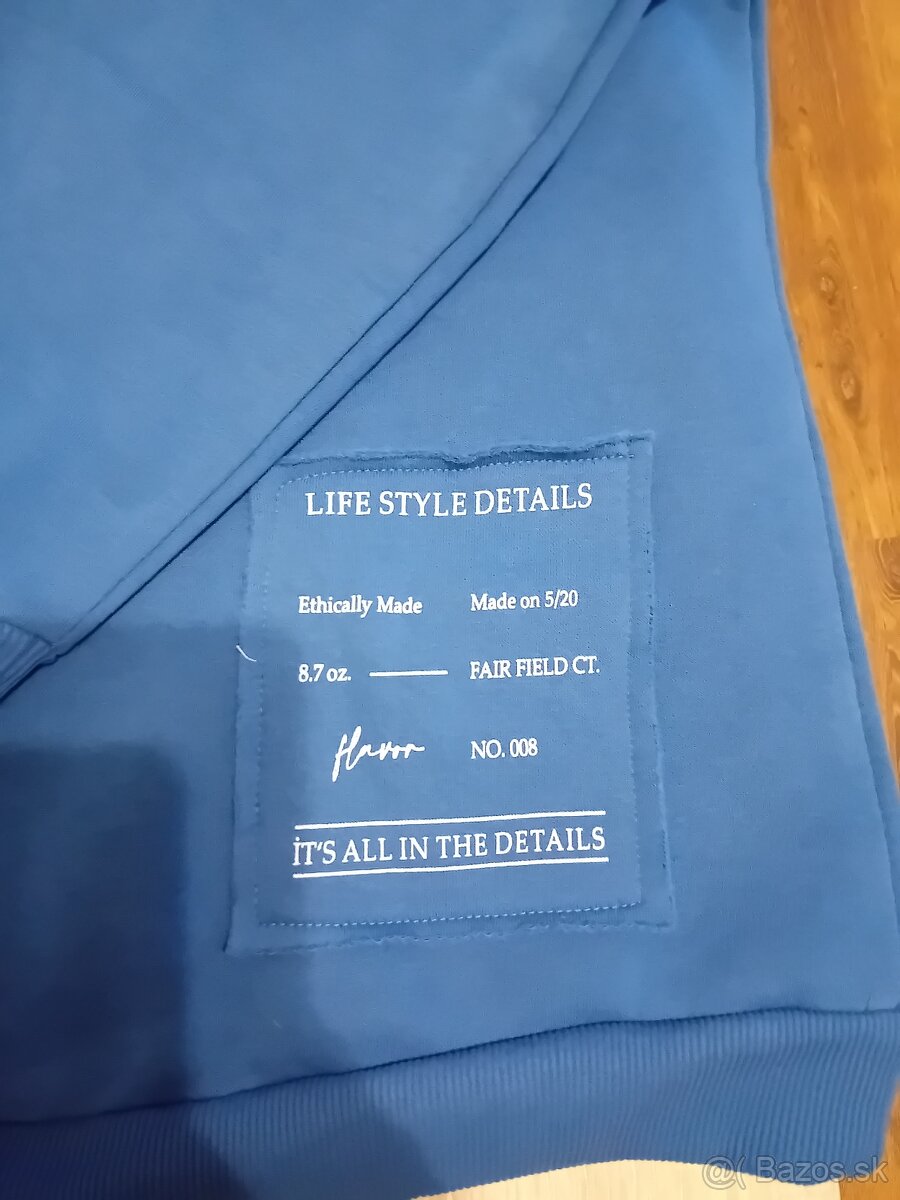 LIFE STYLE DETAILS
Ethically Made Made on 5/20
8.7 oz. FAIR FIELD CT.
flavor NO. 008
İT'S ALL IN THE DETAILS
@( Bazos.sk